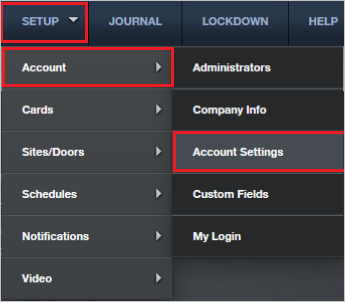 SETUP JOURNAL LOCKDOWN HELP
Account Administrators
Cards Company Info
Sites/Doors Account Settings
Schedules Custom Fields
Notifications My Login
Video